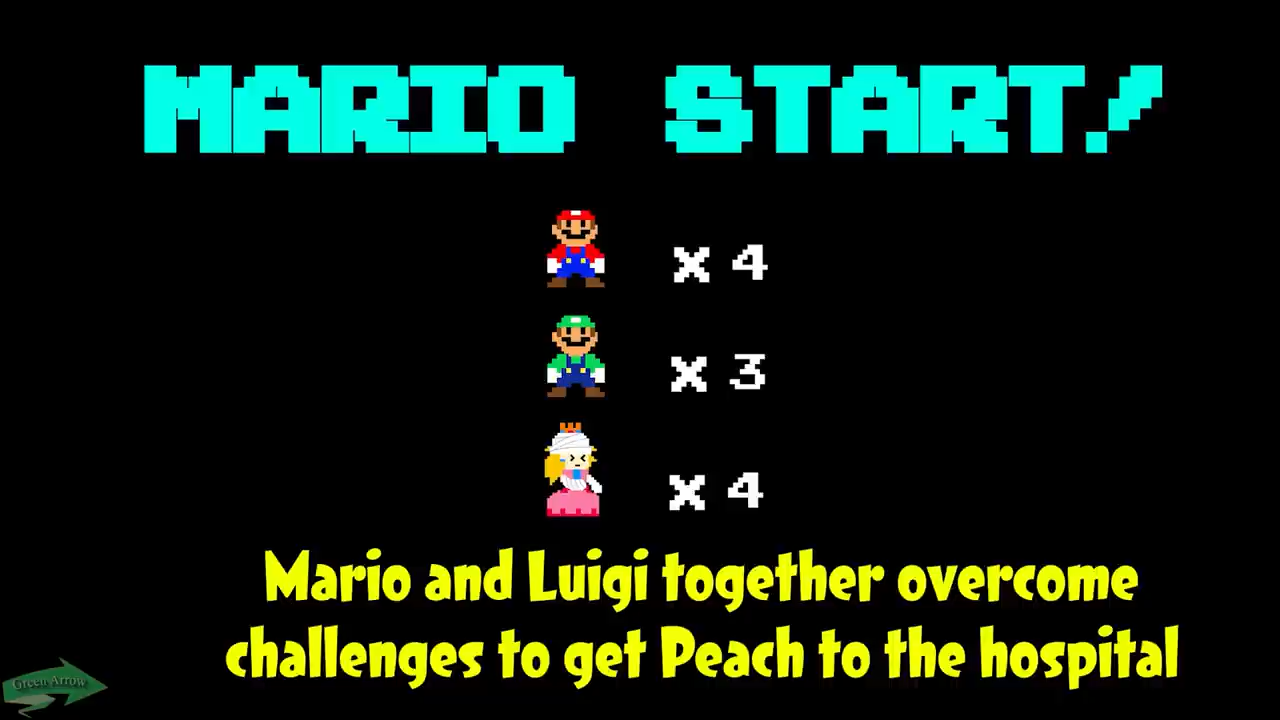 MARIO START!
x 4
x 3
x 4
Mario and Luigi together overcome
challenges to get Peach to the hospital
Green Arrow